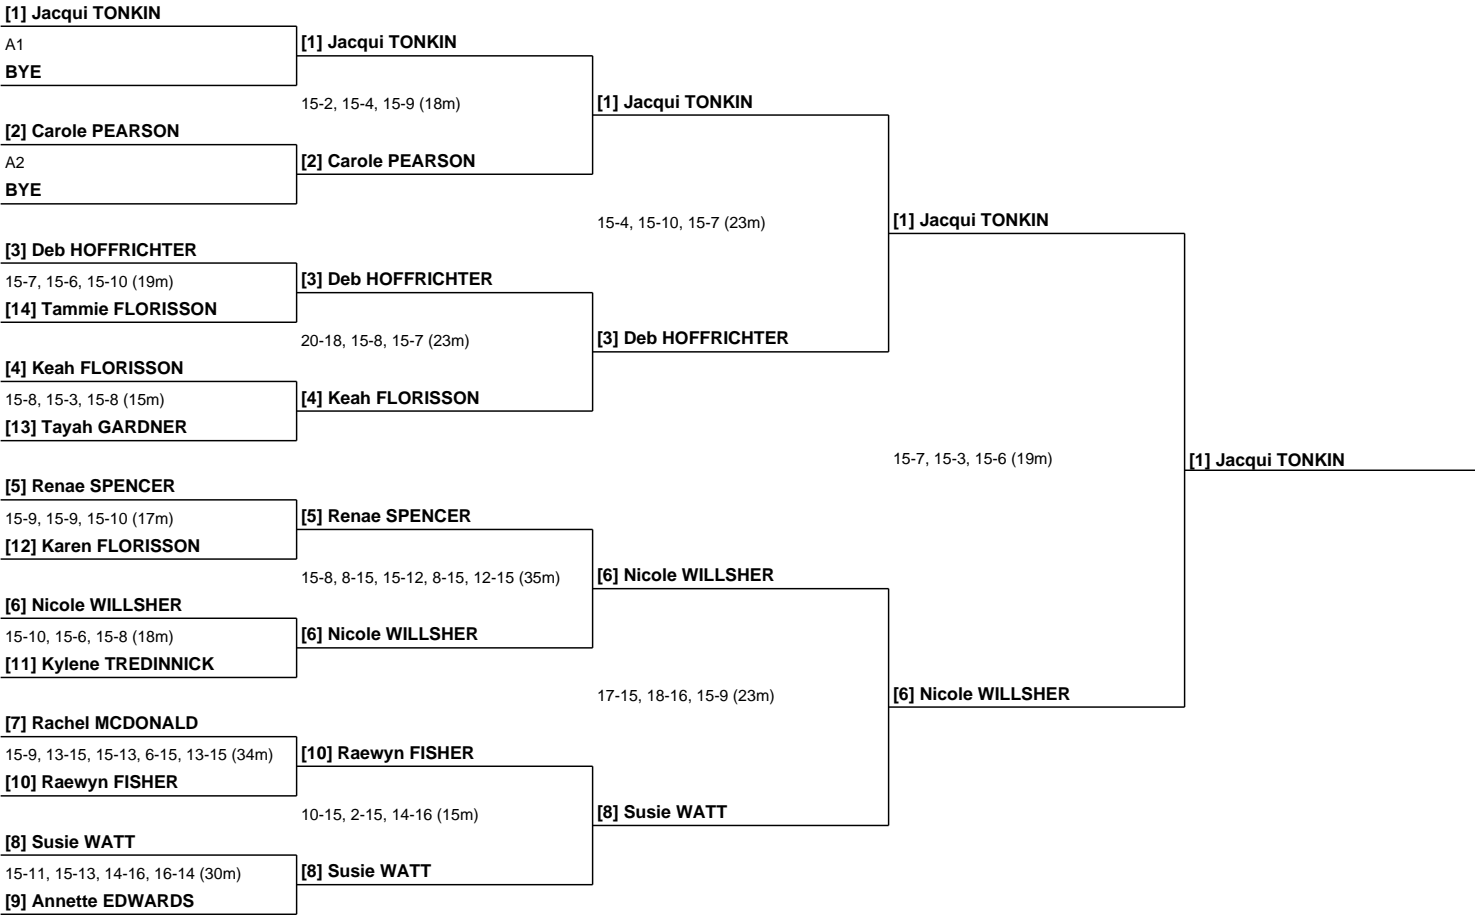 [1] Jacqui TONKIN
A1
BYE
[2] Carole PEARSON
A2
BYE
[3] Deb HOFFRICHTER
15-7, 15-6, 15-10 (19m)
[14] Tammie FLORISSON
[4] Keah FLORISSON
15-8, 15-3, 15-8 (15m)
[13] Tayah GARDNER
[5] Renae SPENCER
15-9, 15-9, 15-10 (17m)
[12] Karen FLORISSON
[6] Nicole WILLSHER
15-10, 15-6, 15-8 (18m)
[11] Kylene TREDINNICK
[7] Rachel MCDONALD
15-9, 13-15, 15-13, 6-15, 13-15 (34m)
[10] Raewyn FISHER
[8] Susie WATT
15-11, 15-13, 14-16, 16-14 (30m)
[9] Annette EDWARDS
[1] Jacqui TONKIN
15-2, 15-4, 15-9 (18m)
[2] Carole PEARSON
[3] Deb HOFFRICHTER
20-18, 15-8, 15-7 (23m)
[4] Keah FLORISSON
[5] Renae SPENCER
15-8, 8-15, 15-12, 8-15, 12-15 (35m)
[6] Nicole WILLSHER
[10] Raewyn FISHER
10-15, 2-15, 14-16 (15m)
[8] Susie WATT
[1] Jacqui TONKIN
15-4, 15-10, 15-7 (23m)
[3] Deb HOFFRICHTER
[6] Nicole WILLSHER
17-15, 18-16, 15-9 (23m)
[8] Susie WATT
[1] Jacqui TONKIN
15-7, 15-3, 15-6 (19m)
[6] Nicole WILLSHER
[1] Jacqui TONKIN